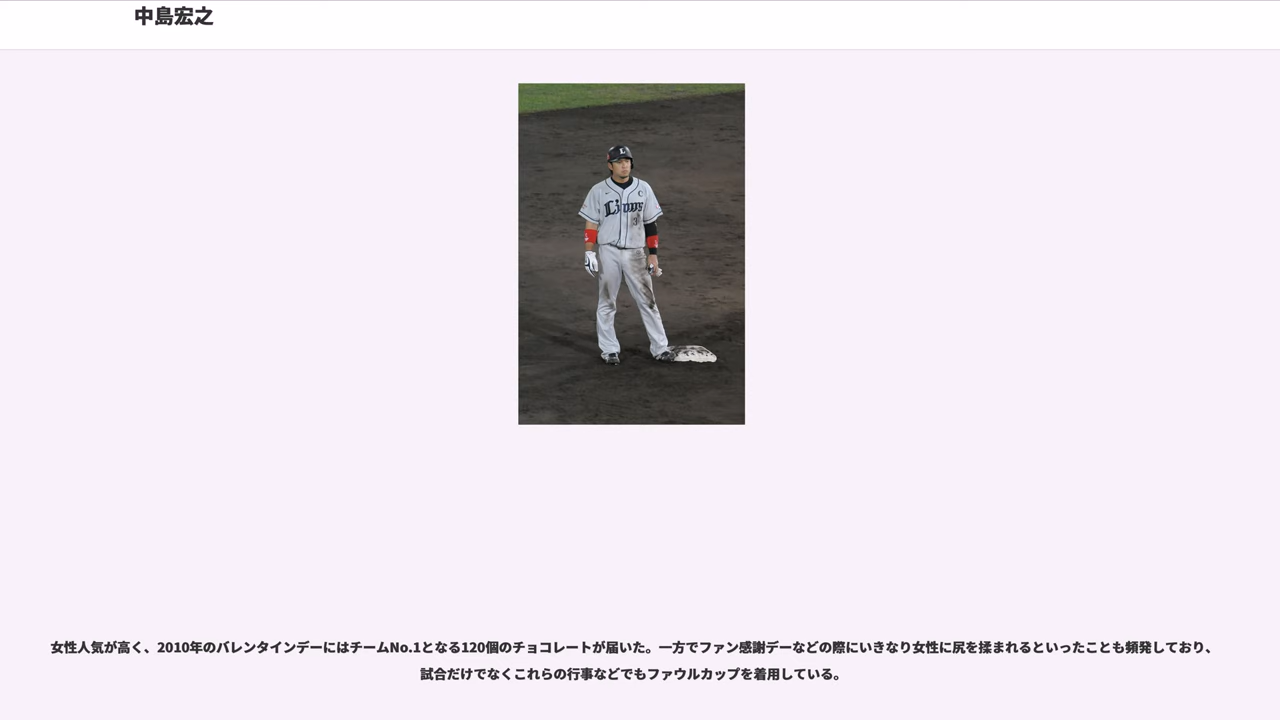 中島宏之
L
Lions
3
女性人気が高く、2010年のバレンタインデーにはチームNo.1となる120個のチョコレートが届いた。一方でファン感謝デーなどの際にいきなり女性に尻を揉まれるといったことも頻発しており、
試合だけでなくこれらの行事などでもファウルカップを着用している。